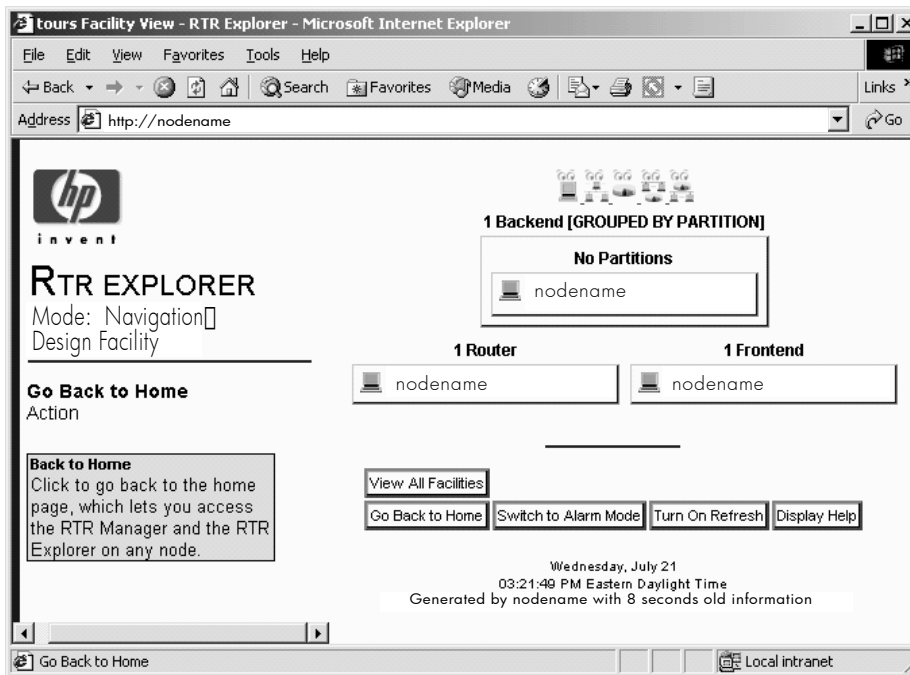 tours Facility View - RTR Explorer - Microsoft Internet Explorer
File Edit View Favorites Tools Help
Back Search Favorites Media Links »
Address http://nodename Go
hp
invent
RTR EXPLORER
Mode: Navigation▯
Design Facility
Go Back to Home
Action
Back to Home
Click to go back to the home
page, which lets you access
the RTR Manager and the RTR
Explorer on any node.
1 Backend [GROUPED BY PARTITION]
No Partitions
nodename
1 Router 1 Frontend
nodename nodename
View All Facilities
Go Back to Home Switch to Alarm Mode Turn On Refresh Display Help
Wednesday, July 21
03:21:49 PM Eastern Daylight Time
Generated by nodename with 8 seconds old information
Go Back to Home Local intranet